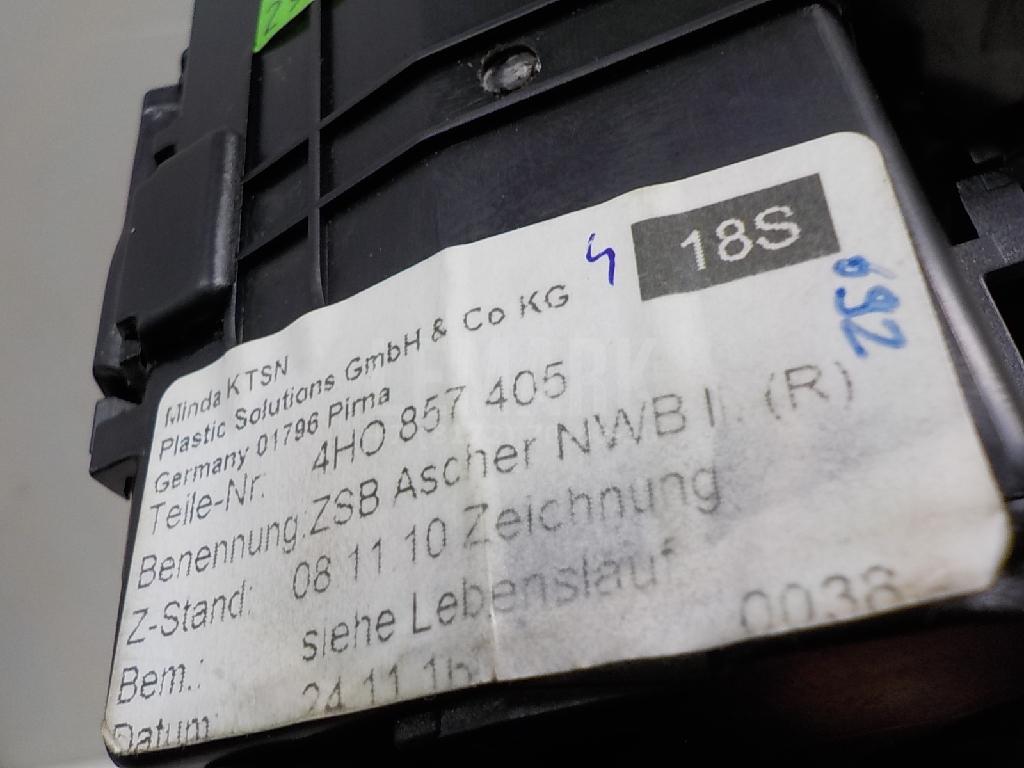 4
18S
692
Minda KTSN
Plastic Solutions GmbH & Co KG
Germany 01796 Pirna
Teile-Nr: 4HO 857 405
Benennung: ZSB Ascher NWB (R)
Z-Stand: 08 11 10 Zeichnung
Bem.: siehe Lebenslauf
Datum: 24 11 0038